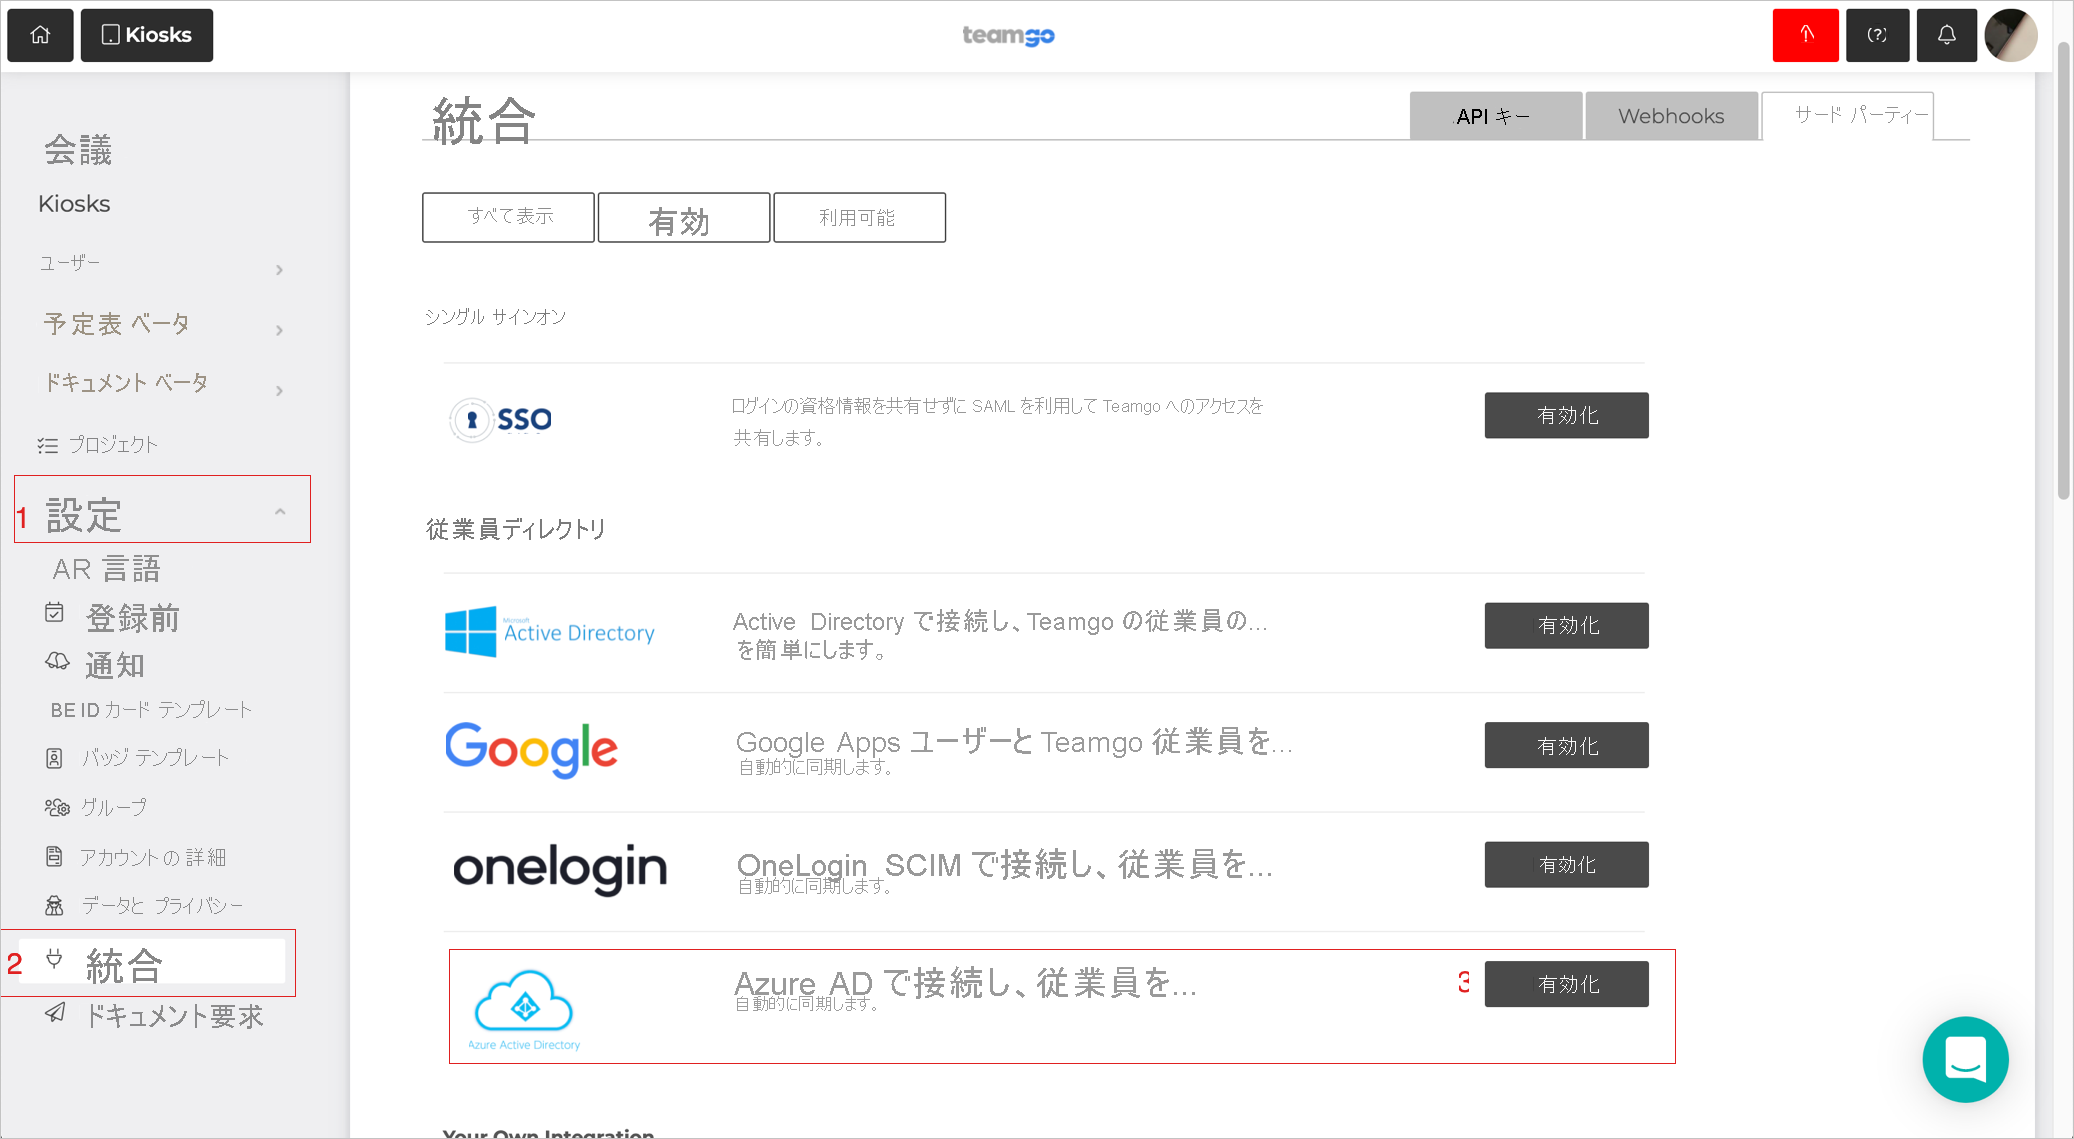 Kiosks
teamgo
(?)
会議
Kiosks
ユーザー
予定表 ベータ
ドキュメント ベータ
プロジェクト
1 設定
AR 言語
登録前
通知
BE ID カード テンプレート
バッジ テンプレート
グループ
アカウントの 詳細
データと プライバシー
2 統合
ドキュメント要求
統合
API キー
Webhooks
サード パーティー
すべて表示
有効
利用可能
シングル サインオン
SSO
ログインの資格情報を共有せずに SAML を利用して Teamgo へのアクセスを
共有します。
有効化
従業員ディレクトリ
Microsoft
Active Directory
Active Directory で接続し、Teamgo の従業員の...
を簡単にします。
有効化
Google
Google Apps ユーザーと Teamgo 従業員を...
自動的に同期します。
有効化
onelogin
OneLogin SCIM で接続し、従業員を...
自動的に同期します。
有効化
Azure Active Directory
Azure AD で接続し、従業員を...
自動的に同期します。
3 有効化
Your Own Integration